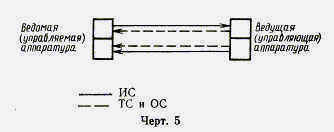 Ведомая
(управляемая)
аппаратура
Ведущая
(управляющая)
аппаратура
ИС
ТС и ОС
Черт. 5